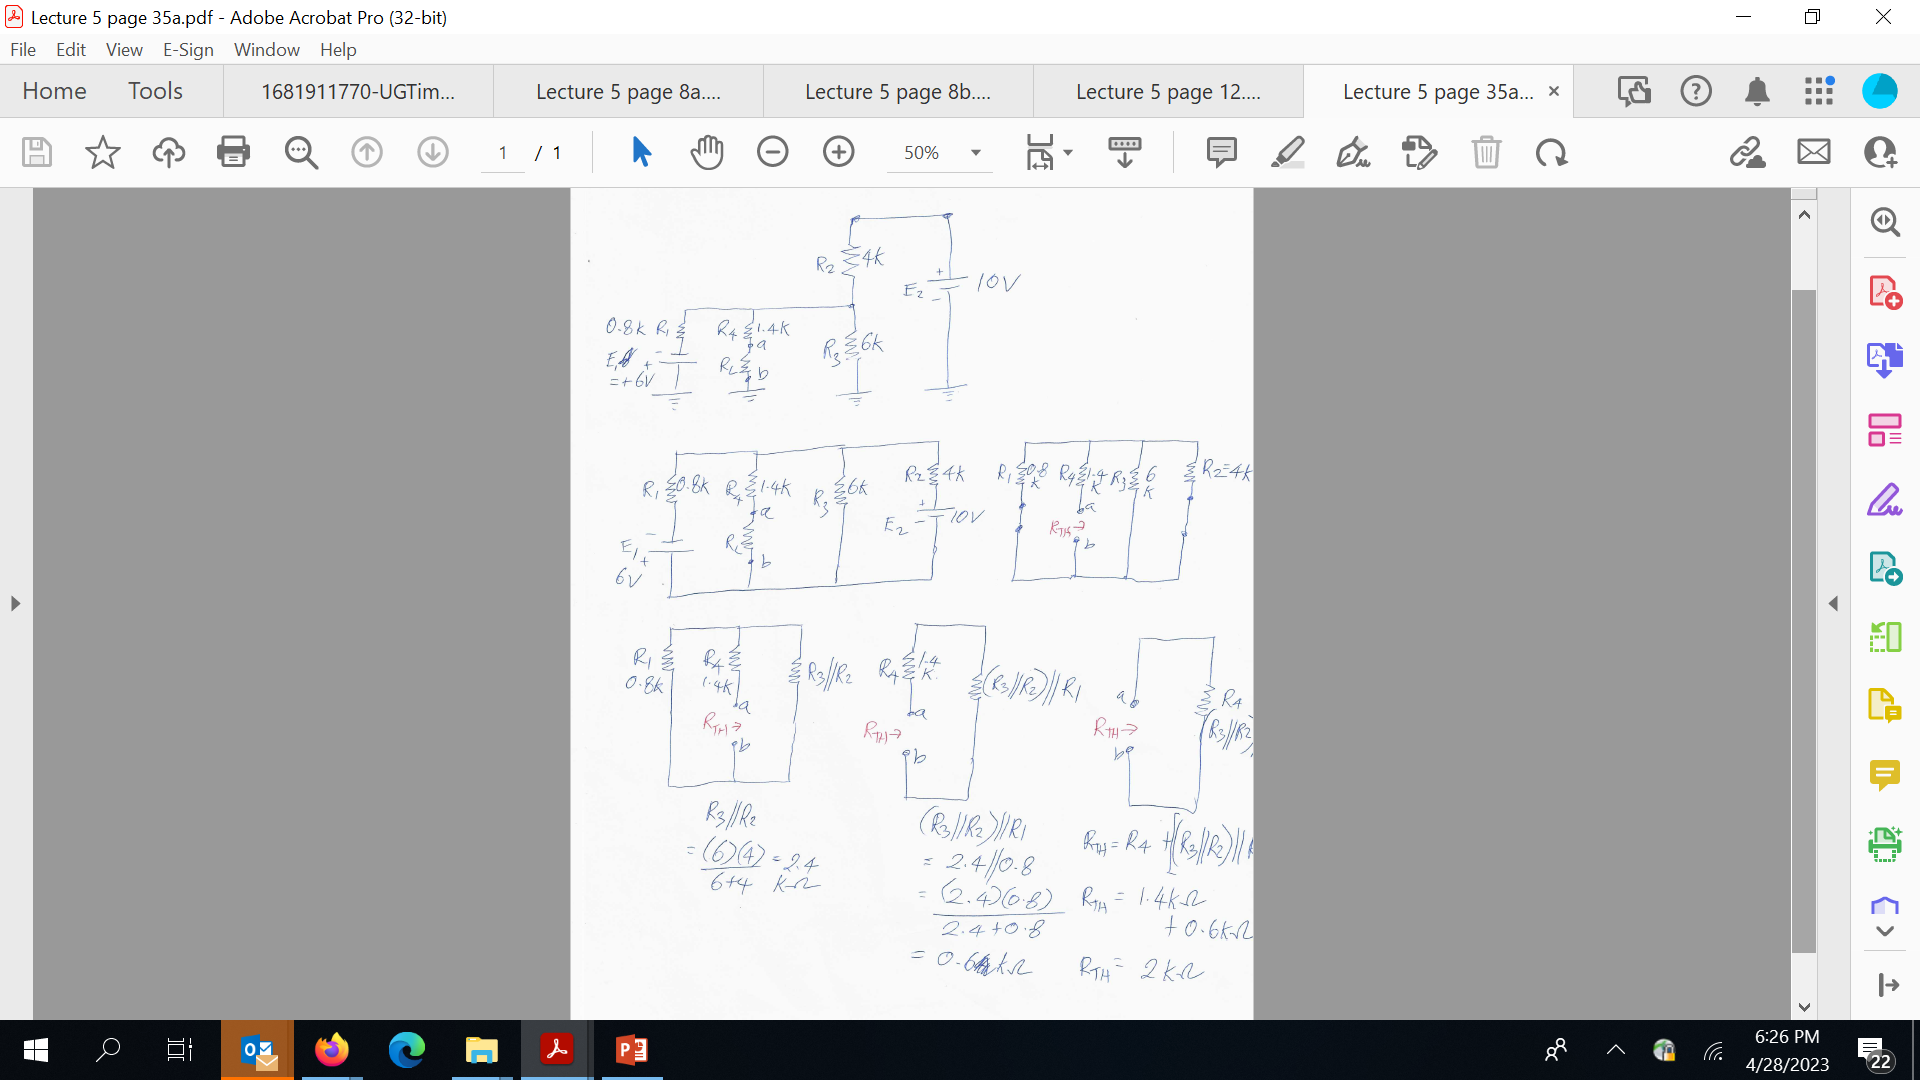 Lecture 5 page 35a.pdf - Adobe Acrobat Pro (32-bit)
File Edit View E-Sign Window Help
Home Tools 1681911770-UGTim... Lecture 5 page 8a.... Lecture 5 page 8b.... Lecture 5 page 12.... Lecture 5 page 35a... ×
1 / 1 50%
R2 4K
E2 + - 10V
0.8K R1 R4 1.4K
a
R3 6K
E1 - +
= +6V
RL b
R1 0.8K R4 1.4K R3 6K R2 4K
a
E2 + - 10V
E1 - +
6V
RL
b
R1 0.8 K R4 1.4 K R3 6 K R2=4K
a
RTH →
b
R1
0.8K
R4
1.4K
R3//R2
a
RTH →
b
R4 1.4 K
(R3//R2)//R1
a
RTH →
b
a
R4
(R3//R2)
RTH →
b
R3//R2
= (6)(4) / 6+4 = 2.4 KΩ
(R3//R2)//R1
= 2.4//0.8
= (2.4)(0.8)
2.4+0.8
= 0.6 kΩ
RTH = R4 + [(R3//R2)//
RTH = 1.4KΩ
+ 0.6KΩ
RTH = 2KΩ
6:26 PM
4/28/2023
22